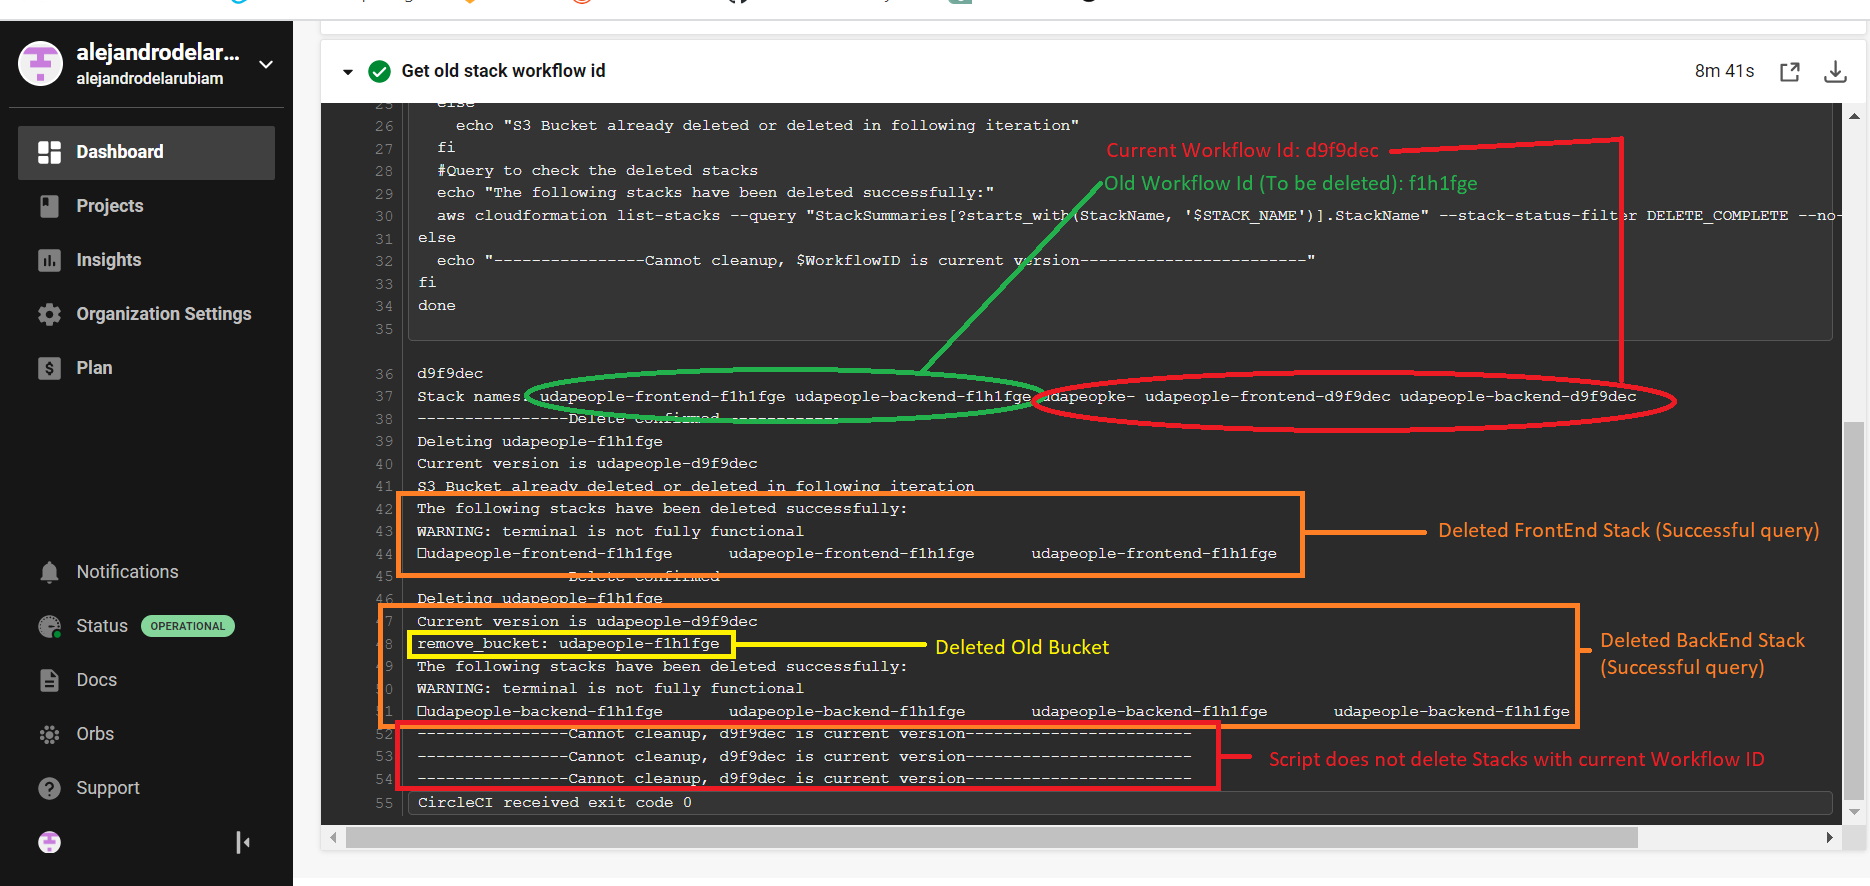 alejandrodelar...
alejandrodelarubiam
Dashboard
Projects
Insights
Organization Settings
Plan
Notifications
Status OPERATIONAL
Docs
Orbs
Support
Get old stack workflow id
8m 41s
25 else
26 echo "S3 Bucket already deleted or deleted in following iteration"
27 fi
28 #Query to check the deleted stacks
29 echo "The following stacks have been deleted successfully:"
30 aws cloudformation list-stacks --query "StackSummaries[?starts_with(StackName, '$STACK_NAME')].StackName" --stack-status-filter DELETE_COMPLETE --no-
31 else
32 echo "----------------Cannot cleanup, $WorkflowID is current version------------------------"
33 fi
34 done
35
Current Workflow Id: d9f9dec
Old Workflow Id (To be deleted): f1h1fge
36 d9f9dec
37 Stack names: udapeople-frontend-f1h1fge udapeople-backend-f1h1fge udapeopke- udapeople-frontend-d9f9dec udapeople-backend-d9f9dec
38 ----------------Delete confirmed ------------
39 Deleting udapeople-f1h1fge
40 Current version is udapeople-d9f9dec
41 S3 Bucket already deleted or deleted in following iteration
42 The following stacks have been deleted successfully:
43 WARNING: terminal is not fully functional
44 udapeople-frontend-f1h1fge udapeople-frontend-f1h1fge udapeople-frontend-f1h1fge
Deleted FrontEnd Stack (Successful query)
45 Delete confirmed
46 Deleting udapeople-f1h1fge
47 Current version is udapeople-d9f9dec
48 remove_bucket: udapeople-f1h1fge
Deleted Old Bucket
49 The following stacks have been deleted successfully:
50 WARNING: terminal is not fully functional
51 udapeople-backend-f1h1fge udapeople-backend-f1h1fge udapeople-backend-f1h1fge udapeople-backend-f1h1fge
Deleted BackEnd Stack
(Successful query)
52 ----------------Cannot cleanup, d9f9dec is current version------------------------
53 ----------------Cannot cleanup, d9f9dec is current version------------------------
54 ----------------Cannot cleanup, d9f9dec is current version------------------------
Script does not delete Stacks with current Workflow ID
55 CircleCI received exit code 0